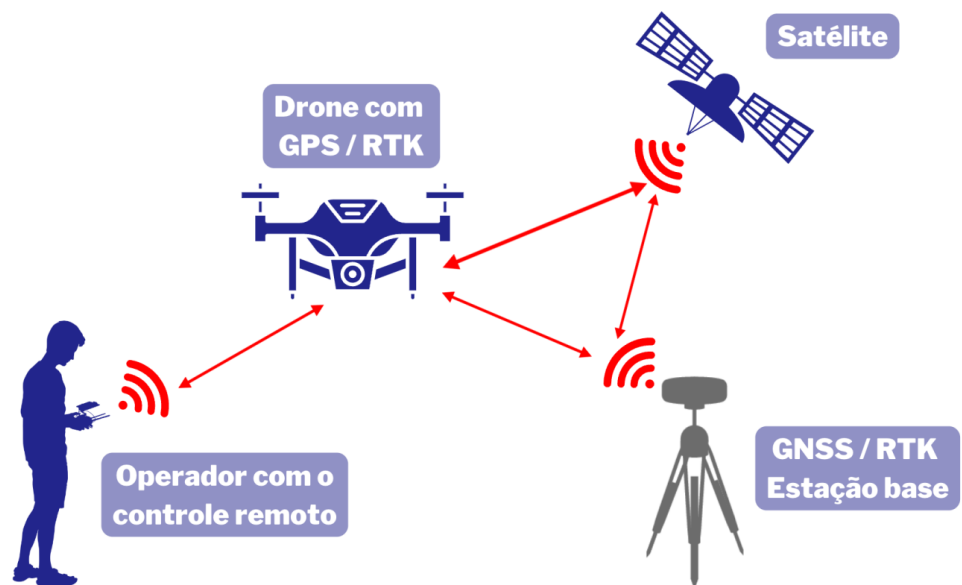 Satélite
Drone com
GPS / RTK
Operador com o
controle remoto
GNSS / RTK
Estação base